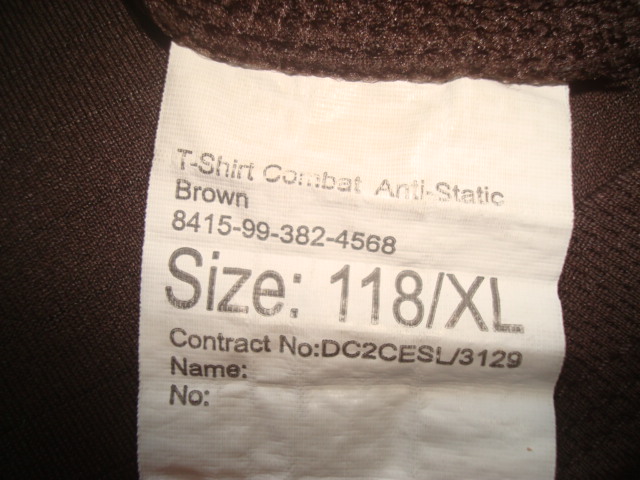 T-Shirt Combat Anti-Static
Brown
8415-99-382-4568
Size: 118/XL
Contract No:DC2CESL/3129
Name:
No: